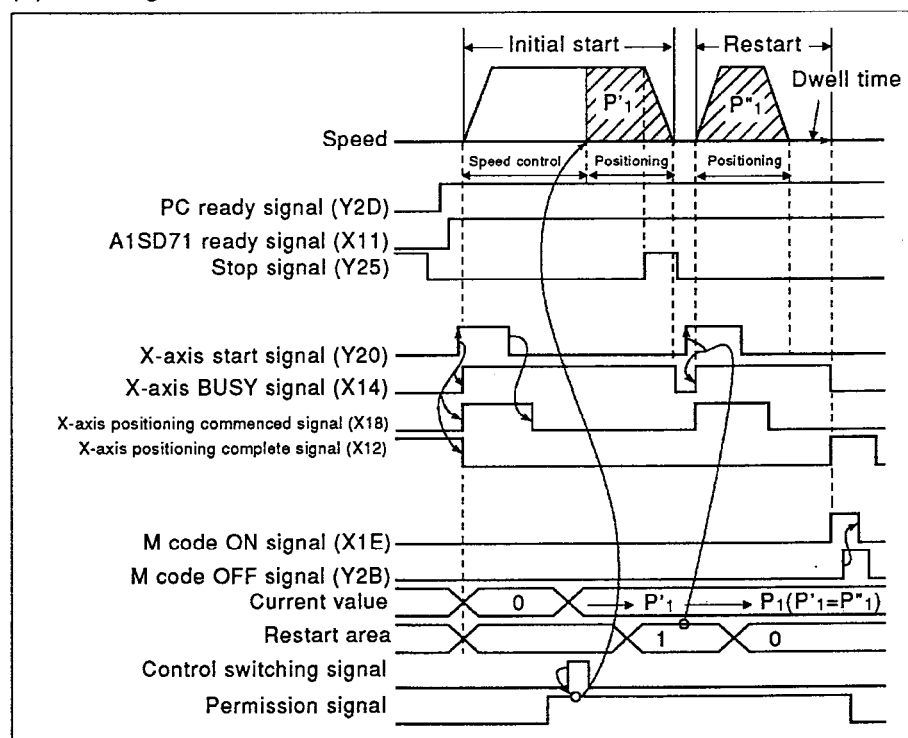 Initial start
Restart
Dwell time
P'1
P"1
Speed
Speed control
Positioning
Positioning
PC ready signal (Y2D)
A1SD71 ready signal (X11)
Stop signal (Y25)
X-axis start signal (Y20)
X-axis BUSY signal (X14)
X-axis positioning commenced signal (X18)
X-axis positioning complete signal (X12)
M code ON signal (X1E)
M code OFF signal (Y2B)
Current value
0
P'1
P1(P'1=P"1)
Restart area
1
0
Control switching signal
Permission signal